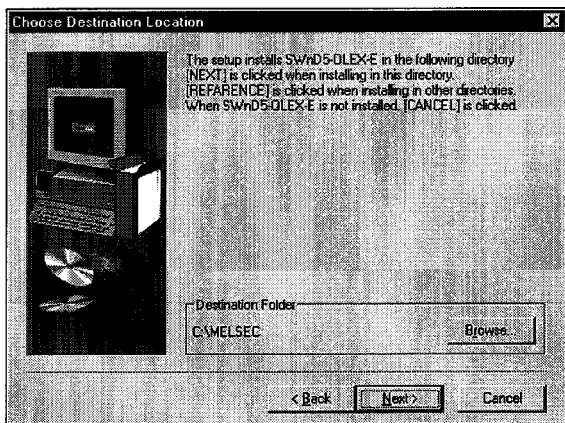 Choose Destination Location
The setup installs SWnD5-OLEX-E in the following directory
[NEXT] is clicked when installing in this directory.
[REFARENCE] is clicked when installing in other directories.
When SWnD5-OLEX-E is not installed, [CANCEL] is clicked.
Destination Folder
C:\MELSEC
Browse...
< Back
Next >
Cancel